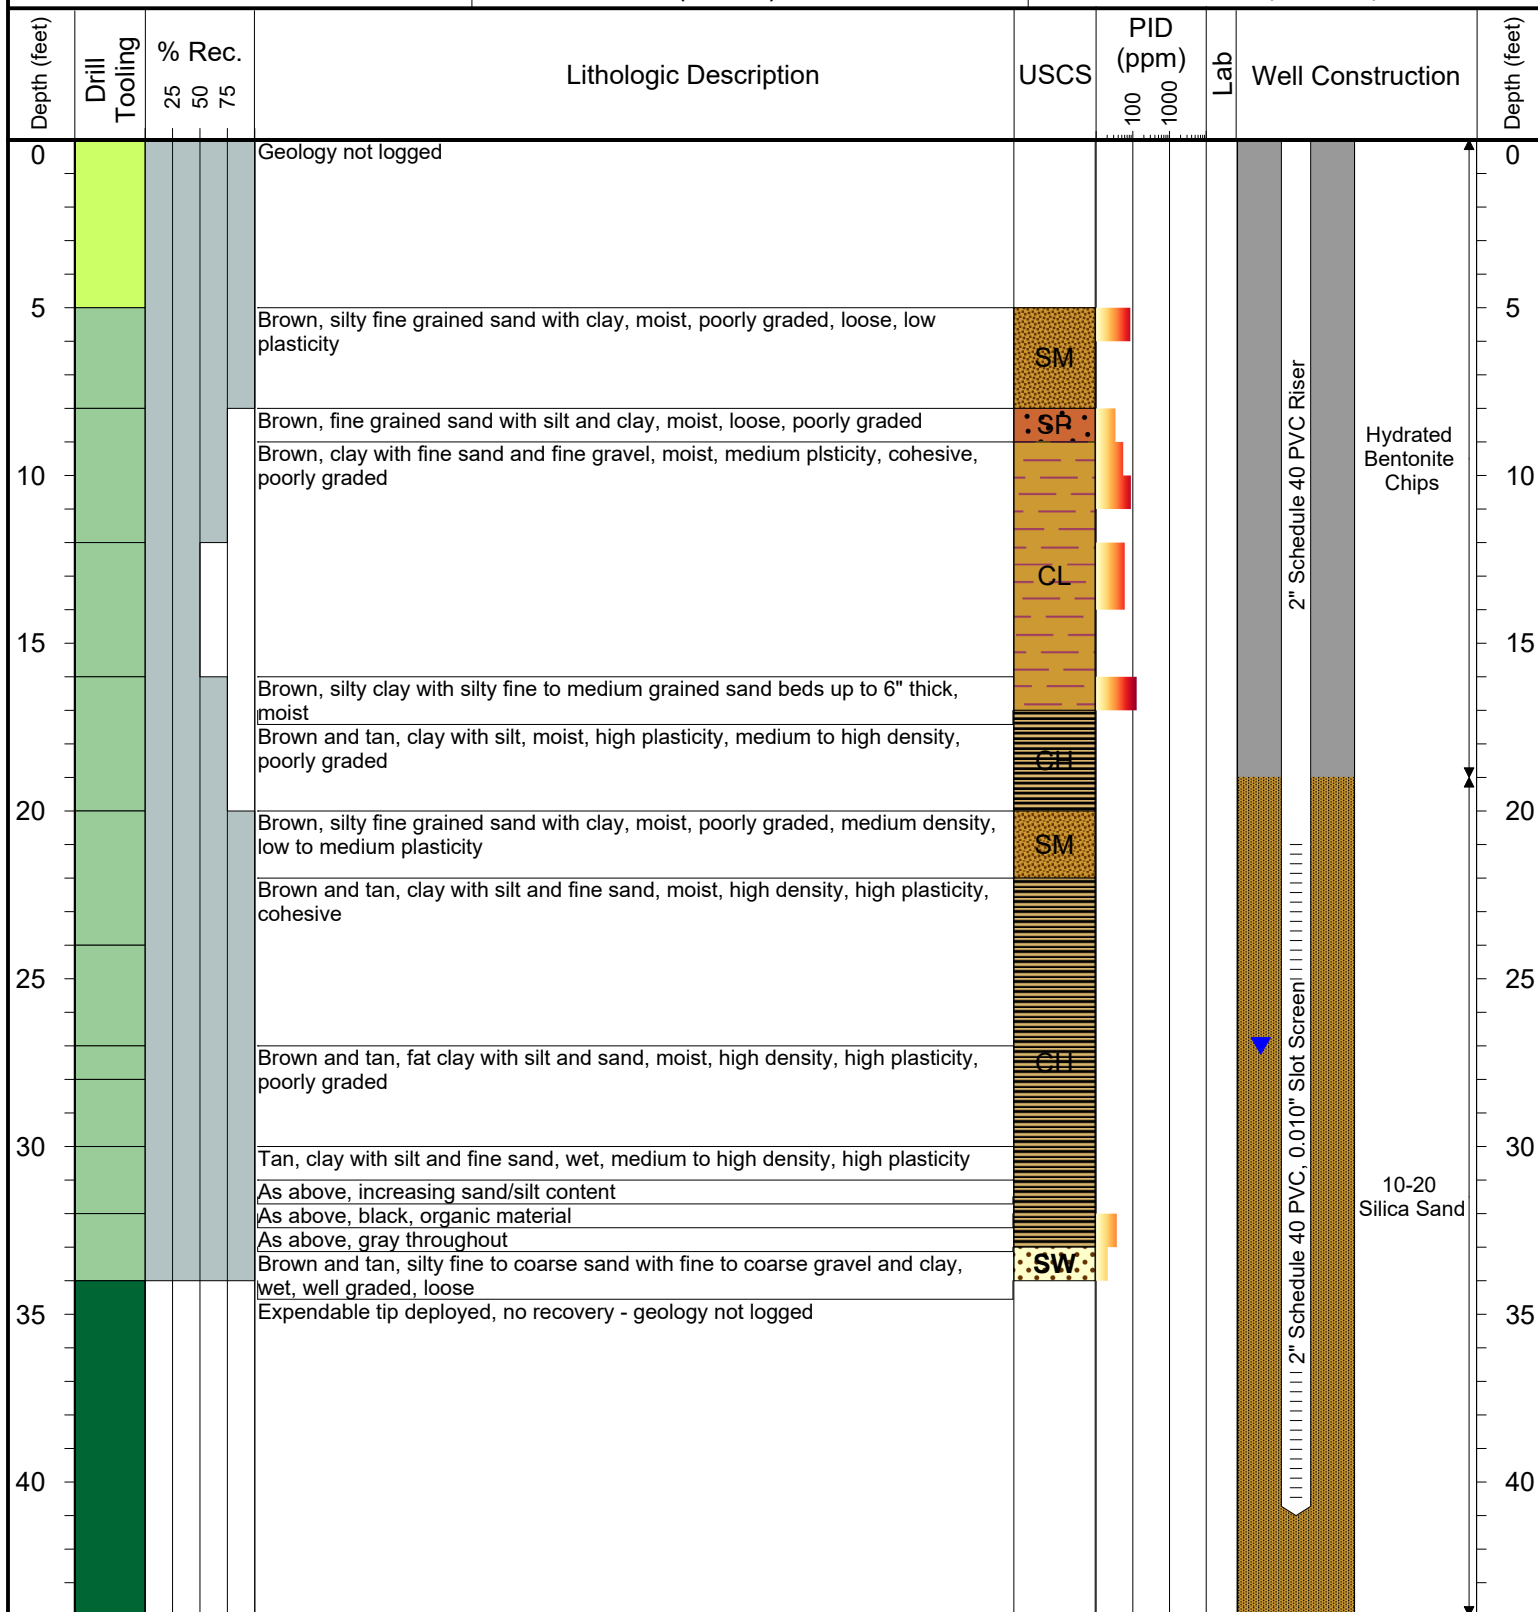 Depth (feet)
Drill
Tooling
% Rec.
25
50
75
Lithologic Description
USCS
PID
(ppm)
100
1000
Lab
Well Construction
Depth (feet)
0
Geology not logged
0
5
Brown, silty fine grained sand with clay, moist, poorly graded, loose, low
plasticity
SM
5
Brown, fine grained sand with silt and clay, moist, loose, poorly graded
SP
Brown, clay with fine sand and fine gravel, moist, medium plsticity, cohesive,
poorly graded
10
2" Schedule 40 PVC Riser
Hydrated
Bentonite
Chips
10
CL
15
15
Brown, silty clay with silty fine to medium grained sand beds up to 6" thick,
moist
Brown and tan, clay with silt, moist, high plasticity, medium to high density,
poorly graded
CH
20
20
Brown, silty fine grained sand with clay, moist, poorly graded, medium density,
low to medium plasticity
SM
Brown and tan, clay with silt and fine sand, moist, high density, high plasticity,
cohesive
25
25
Brown and tan, fat clay with silt and sand, moist, high density, high plasticity,
poorly graded
CH
2" Schedule 40 PVC, 0.010" Slot Screen
30
30
Tan, clay with silt and fine sand, wet, medium to high density, high plasticity
As above, increasing sand/silt content
10-20
Silica Sand
As above, black, organic material
As above, gray throughout
Brown and tan, silty fine to coarse sand with fine to coarse gravel and clay,
wet, well graded, loose
SW
35
Expendable tip deployed, no recovery - geology not logged
35
40
40